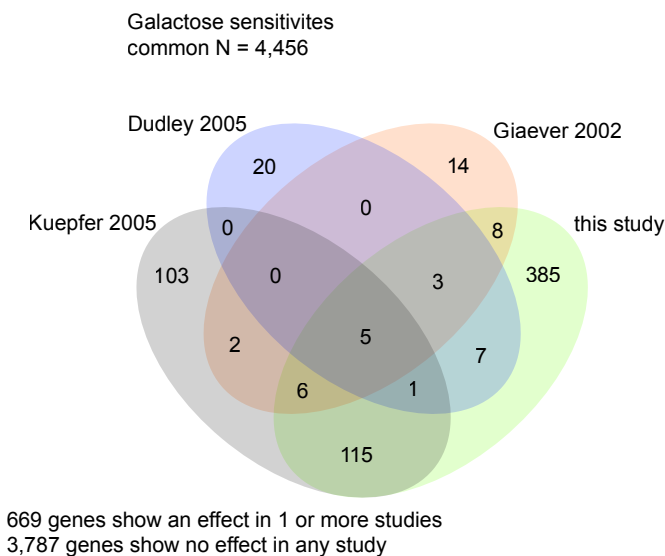 Galactose sensitivites
common N = 4,456
Dudley 2005
Giaever 2002
20
14
Kuepfer 2005
0
0
8
this study
103
0
3
385
2
5
7
6
1
115
669 genes show an effect in 1 or more studies
3,787 genes show no effect in any study